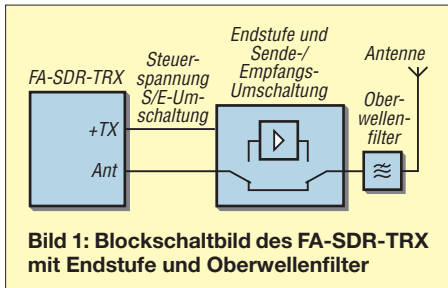 FA-SDR-TRX
+TX
Ant
Steuer-
spannung
S/E-Um-
schaltung
Endstufe und
Sende-/
Empfangs-
Umschaltung
Antenne
Ober-
wellen-
filter
Bild 1: Blockschaltbild des FA-SDR-TRX
mit Endstufe und Oberwellenfilter